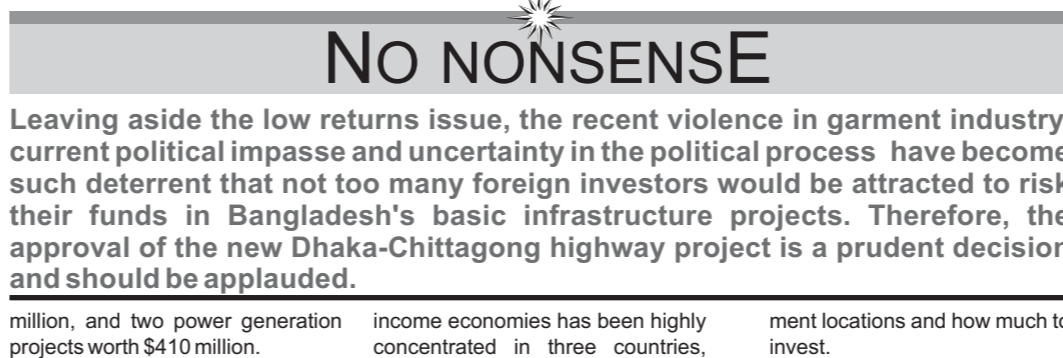 NO NONSENSE
Leaving aside the low returns issue, the recent violence in garment industry
current political impasse and uncertainty in the political process have become
such deterrent that not too many foreign investors would be attracted to risk
their funds in Bangladesh's basic infrastructure projects. Therefore, the
approval of the new Dhaka-Chittagong highway project is a prudent decision
and should be applauded.
million, and two power generation
projects worth $410 million.
income economies has been highly
concentrated in three countries,
ment locations and how much to
invest.